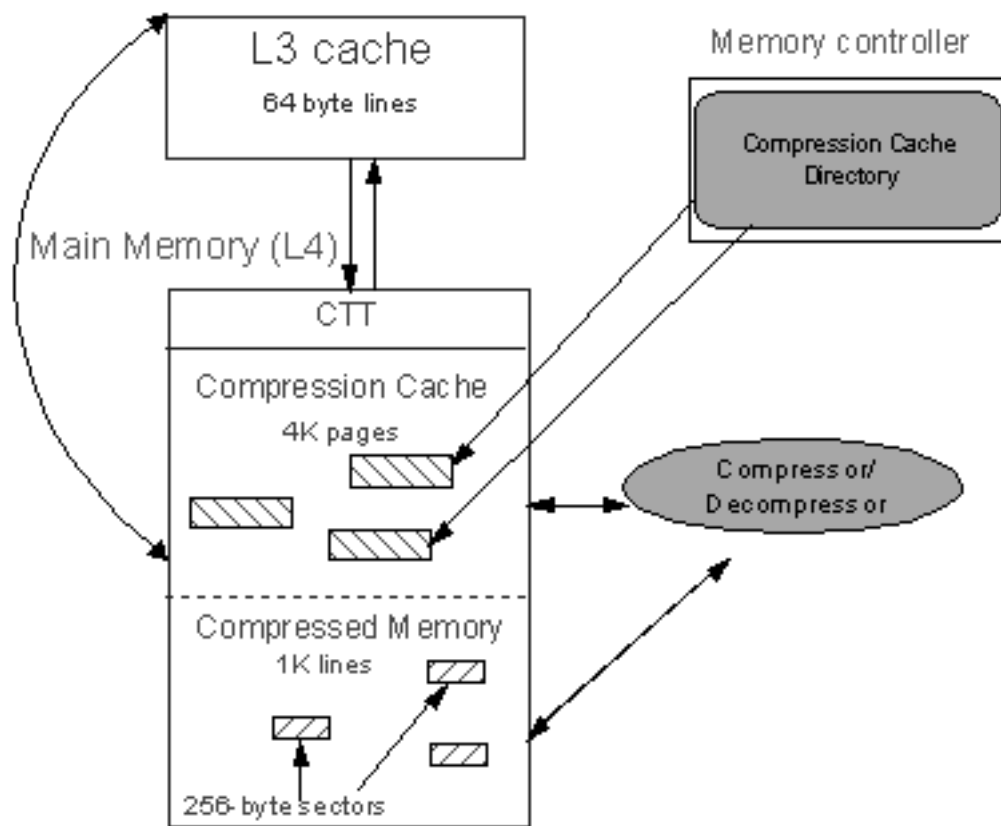 L3 cache
64 byte lines
Memory controller
Compression Cache
Directory
Main Memory (L4)
CTT
Compression Cache
4K pages
Compressor/
Decompressor
Compressed Memory
1K lines
256-byte sectors